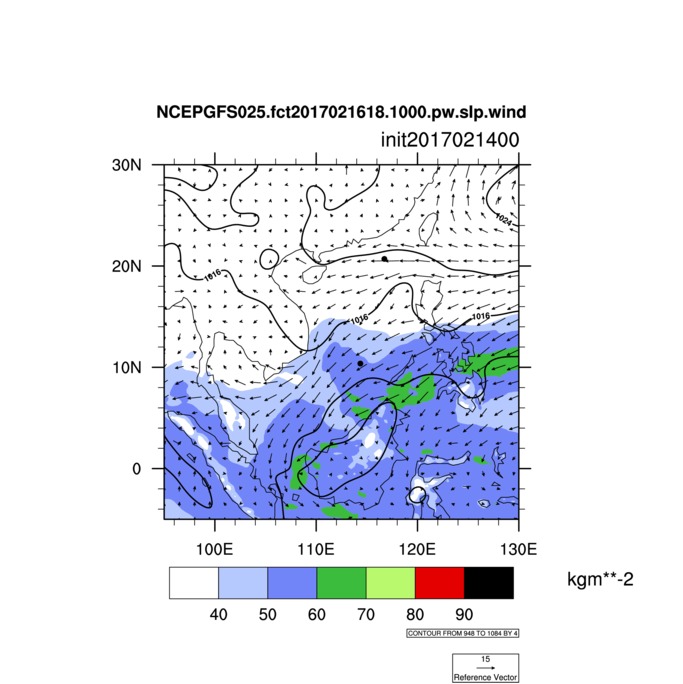 NCEPGFS025.fct2017021618.1000.pw.slp.wind
init2017021400
30N
1024
20N
1016
1016
1016
10N
0
100E 110E 120E 130E
kgm**-2
40 50 60 70 80 90
CONTOUR FROM 948 TO 1084 BY 4
15
Reference Vector